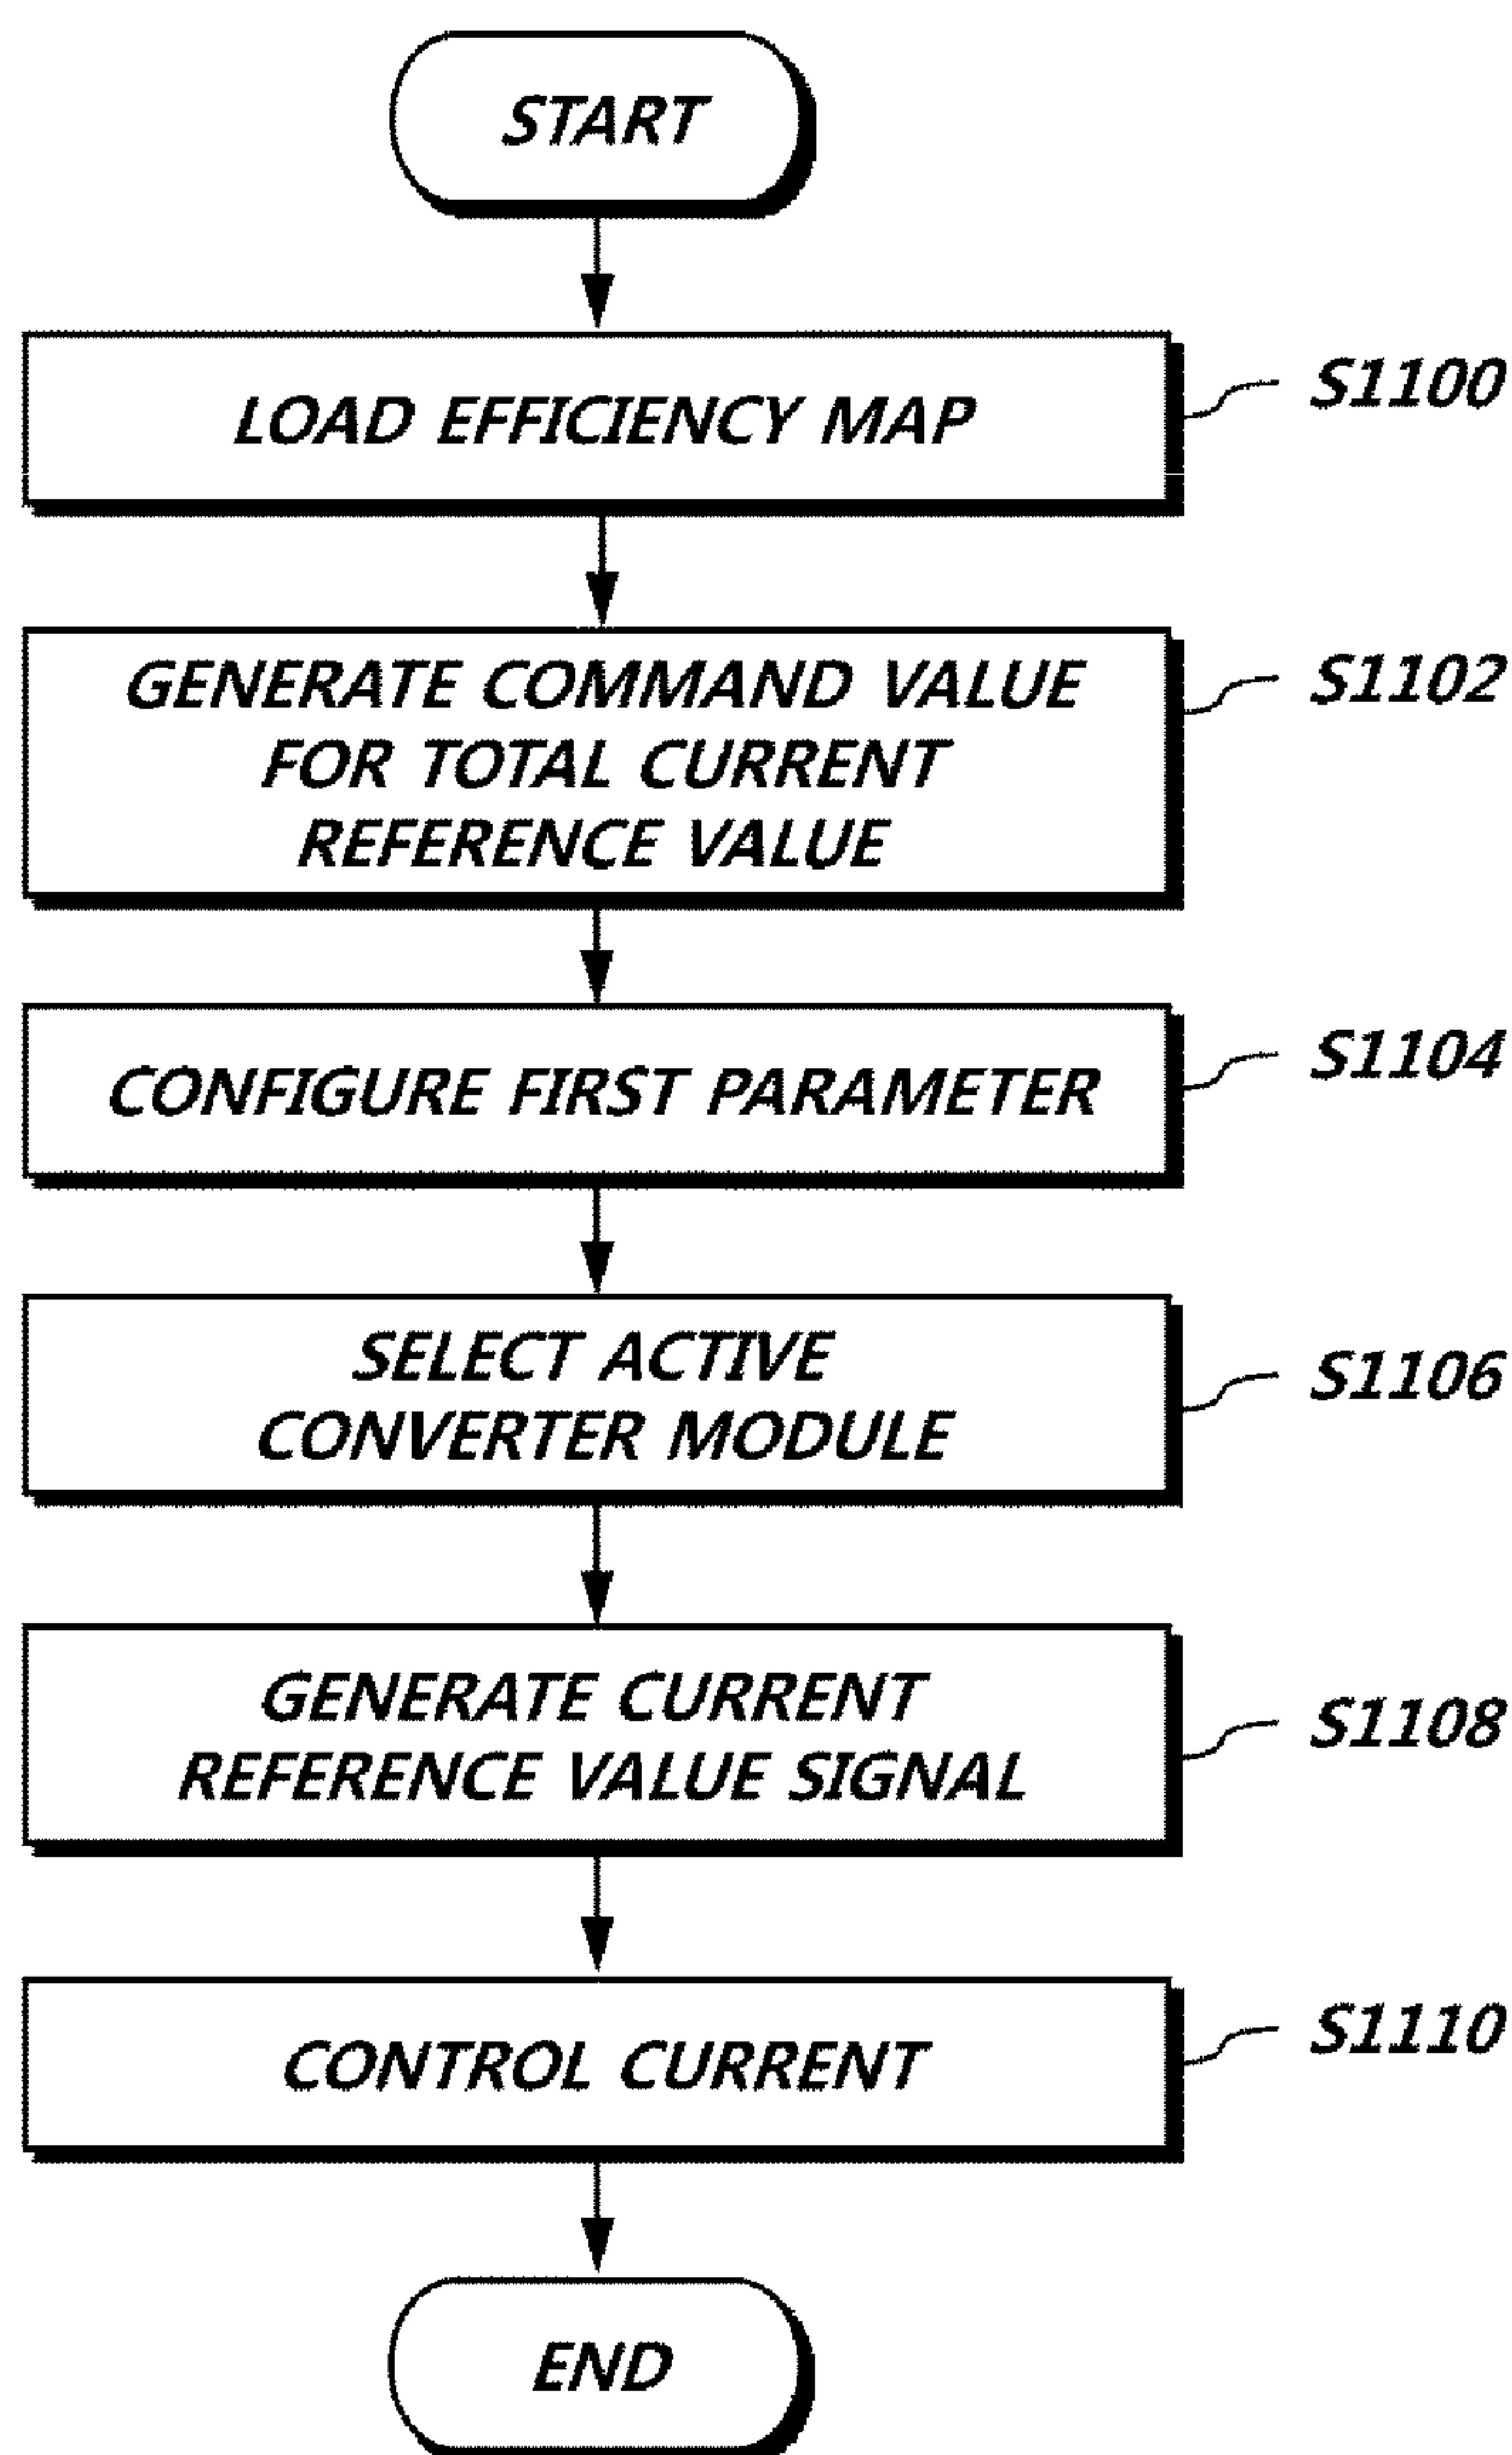 START
LOAD EFFICIENCY MAP
S1100
GENERATE COMMAND VALUE
FOR TOTAL CURRENT
REFERENCE VALUE
S1102
CONFIGURE FIRST PARAMETER
S1104
SELECT ACTIVE
CONVERTER MODULE
S1106
GENERATE CURRENT
REFERENCE VALUE SIGNAL
S1108
CONTROL CURRENT
S1110
END